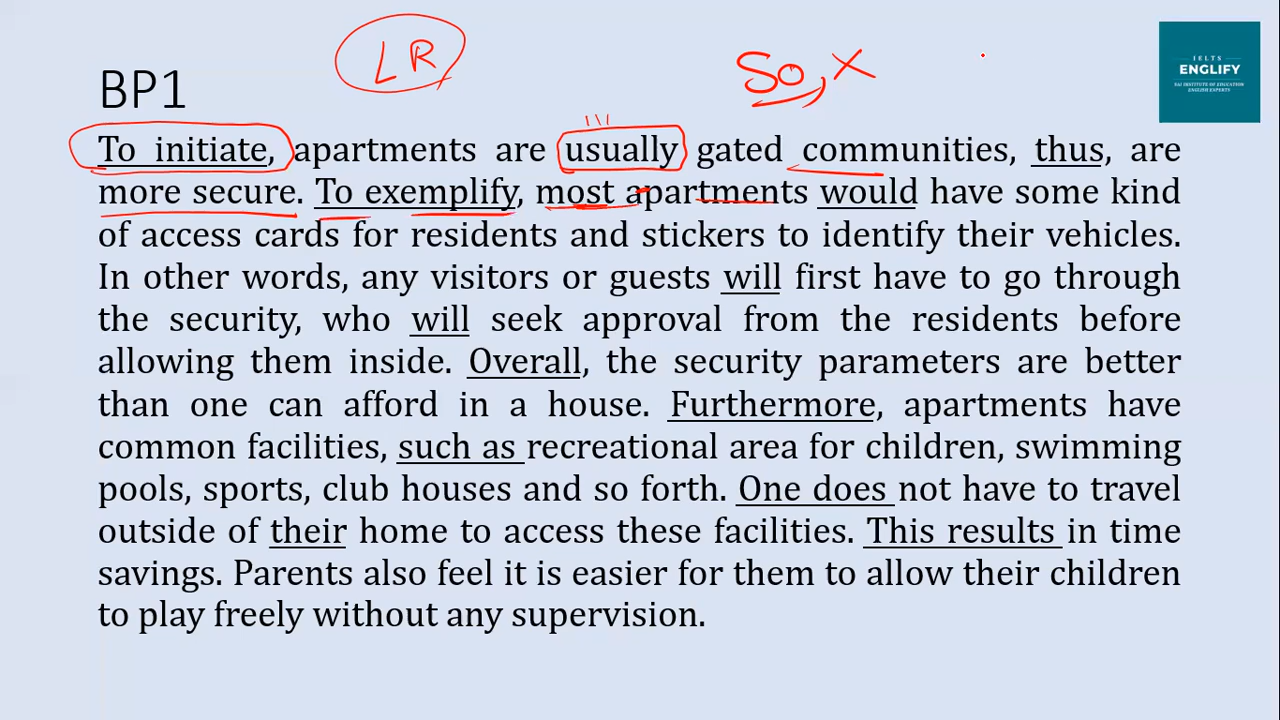 LR
So, X
IELTS
ENGLIFY
SAI INSTITUTE OF EDUCATION
ENGLISH EXPERTS
BP1
To initiate, apartments are usually gated communities, thus, are
more secure. To exemplify, most apartments would have some kind
of access cards for residents and stickers to identify their vehicles.
In other words, any visitors or guests will first have to go through
the security, who will seek approval from the residents before
allowing them inside. Overall, the security parameters are better
than one can afford in a house. Furthermore, apartments have
common facilities, such as recreational area for children, swimming
pools, sports, club houses and so forth. One does not have to travel
outside of their home to access these facilities. This results in time
savings. Parents also feel it is easier for them to allow their children
to play freely without any supervision.